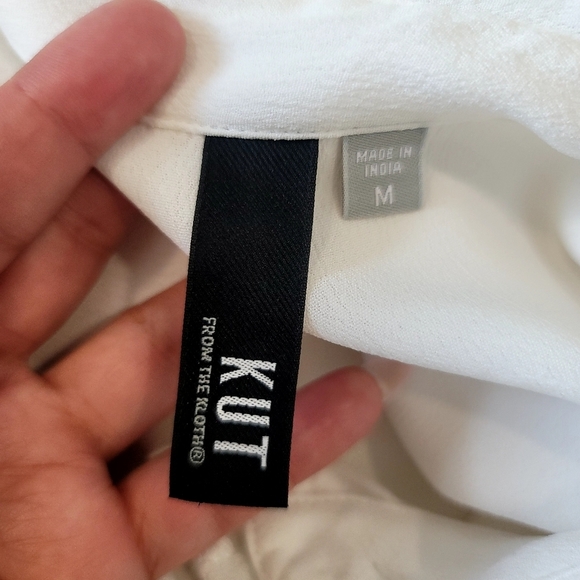 KUT
FROM THE KLOTH®
MADE IN
INDIA
M